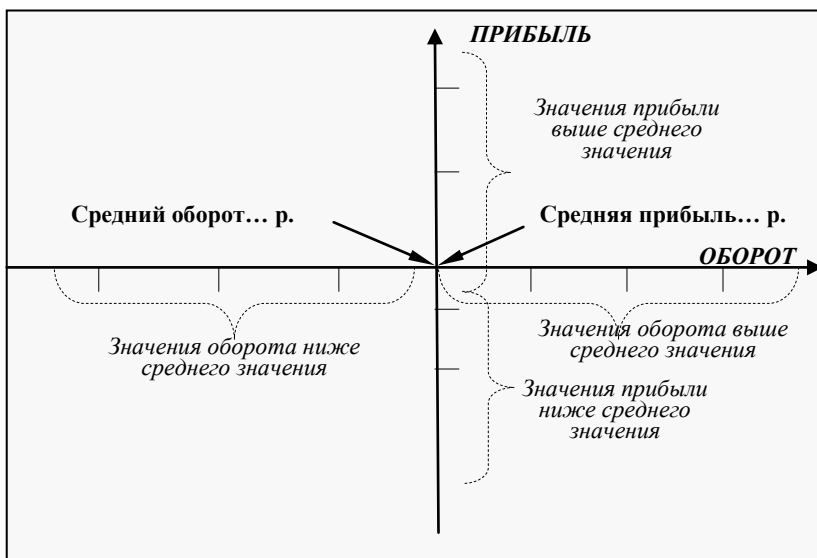 ПРИБЫЛЬ
Значения прибыли
выше среднего
значения
Средний оборот… р.
Средняя прибыль… р.
ОБОРОТ
Значения оборота ниже
среднего значения
Значения оборота выше
среднего значения
Значения прибыли
ниже среднего
значения